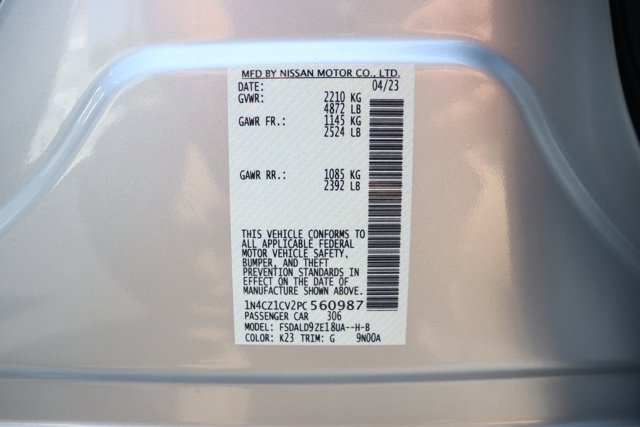 MFD BY NISSAN MOTOR CO., LTD.
DATE: 04/23
GVWR: 2210 KG
4872 LB
GAWR FR.: 1145 KG
2524 LB
GAWR RR.: 1085 KG
2392 LB
THIS VEHICLE CONFORMS TO
ALL APPLICABLE FEDERAL
MOTOR VEHICLE SAFETY,
BUMPER, AND THEFT
PREVENTION STANDARDS IN
EFFECT ON THE DATE OF
MANUFACTURE SHOWN ABOVE.
1N4CZ1CV2PC560987
PASSENGER CAR 306
MODEL: FSDALD9ZE18UA--H-B
COLOR: K23 TRIM: G 9N00A